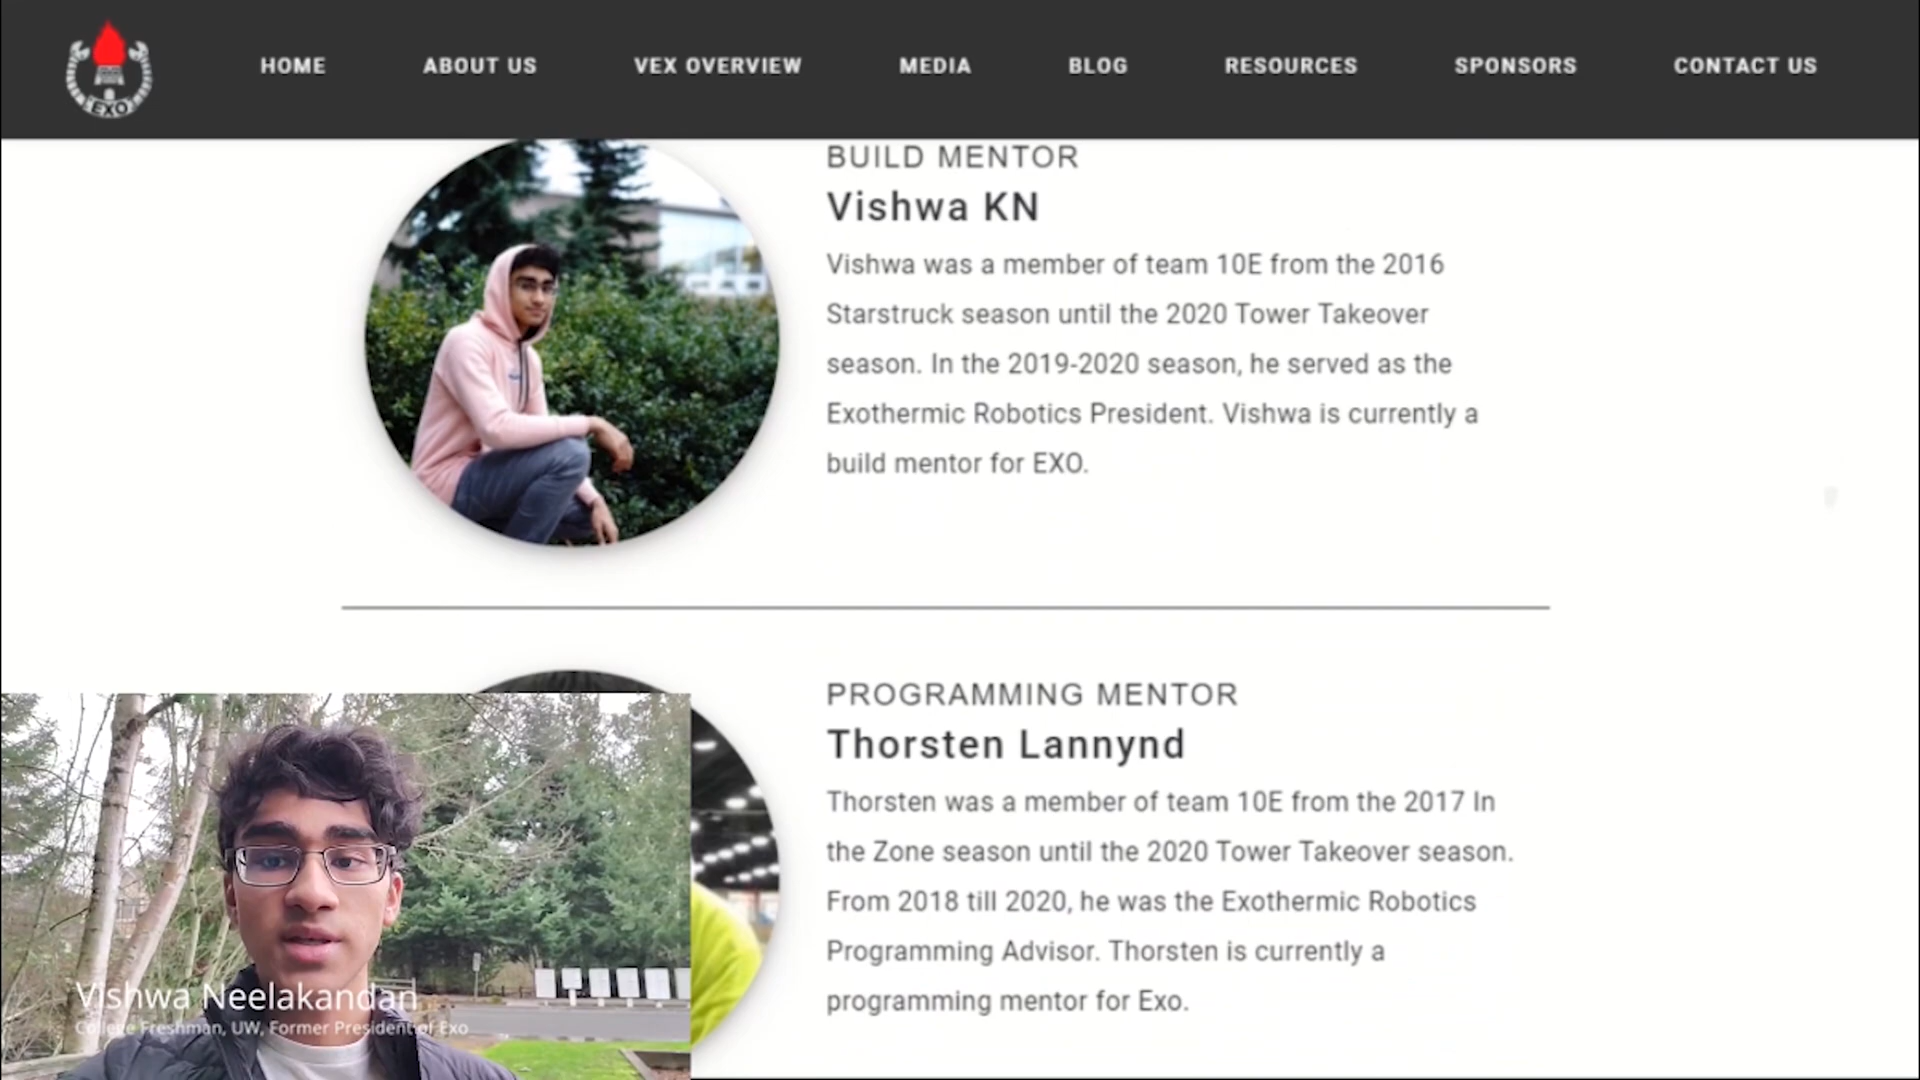 EXO
HOME ABOUT US VEX OVERVIEW MEDIA BLOG RESOURCES SPONSORS CONTACT US
BUILD MENTOR
Vishwa KN
Vishwa was a member of team 10E from the 2016
Starstruck season until the 2020 Tower Takeover
season. In the 2019-2020 season, he served as the
Exothermic Robotics President. Vishwa is currently a
build mentor for EXO.
PROGRAMMING MENTOR
Thorsten Lannynd
Thorsten was a member of team 10E from the 2017 In
the Zone season until the 2020 Tower Takeover season.
From 2018 till 2020, he was the Exothermic Robotics
Programming Advisor. Thorsten is currently a
programming mentor for Exo.
Vishwa Neelakandan
College Freshman, UW, Former President of Exo